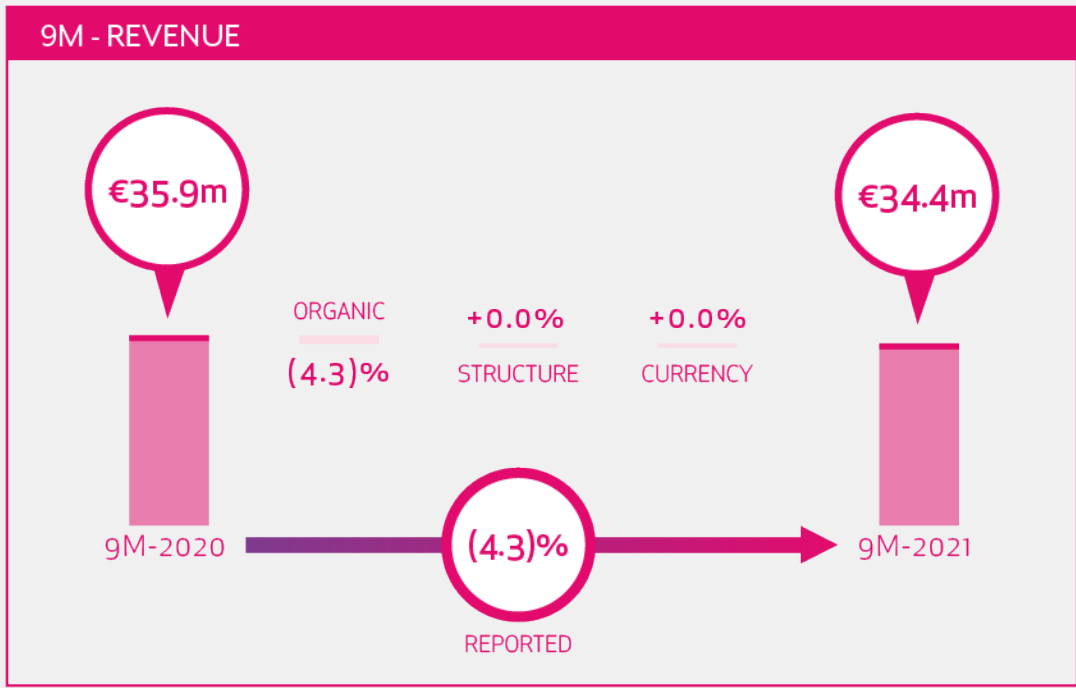 9M - REVENUE
€35.9m
€34.4m
ORGANIC
(4.3)%
+0.0%
STRUCTURE
+0.0%
CURRENCY
9M-2020
(4.3)%
9M-2021
REPORTED